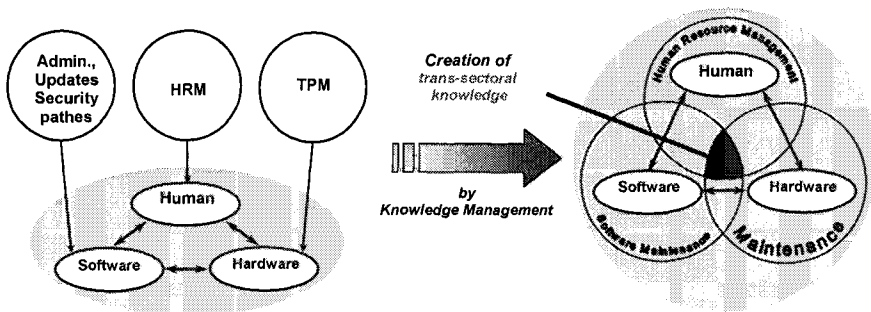 Admin.,
Updates
Security
pathes
HRM
TPM
Human
Software
Hardware
Creation of
trans-sectoral
knowledge
by
Knowledge Management
Human Resource Management
Human
Software
Hardware
Software Maintenance
Maintenance